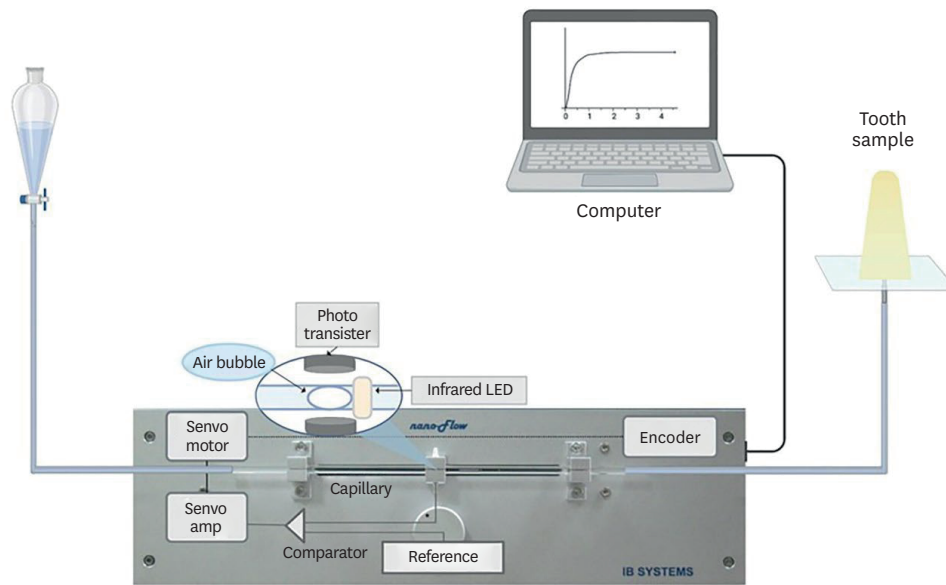 0 1 2 3 4
Computer
Tooth
sample
Photo
transister
Air bubble
Infrared LED
nano-Flow
Senvo
motor
Encoder
Capillary
Senvo
amp
Comparator
Reference
IB SYSTEMS